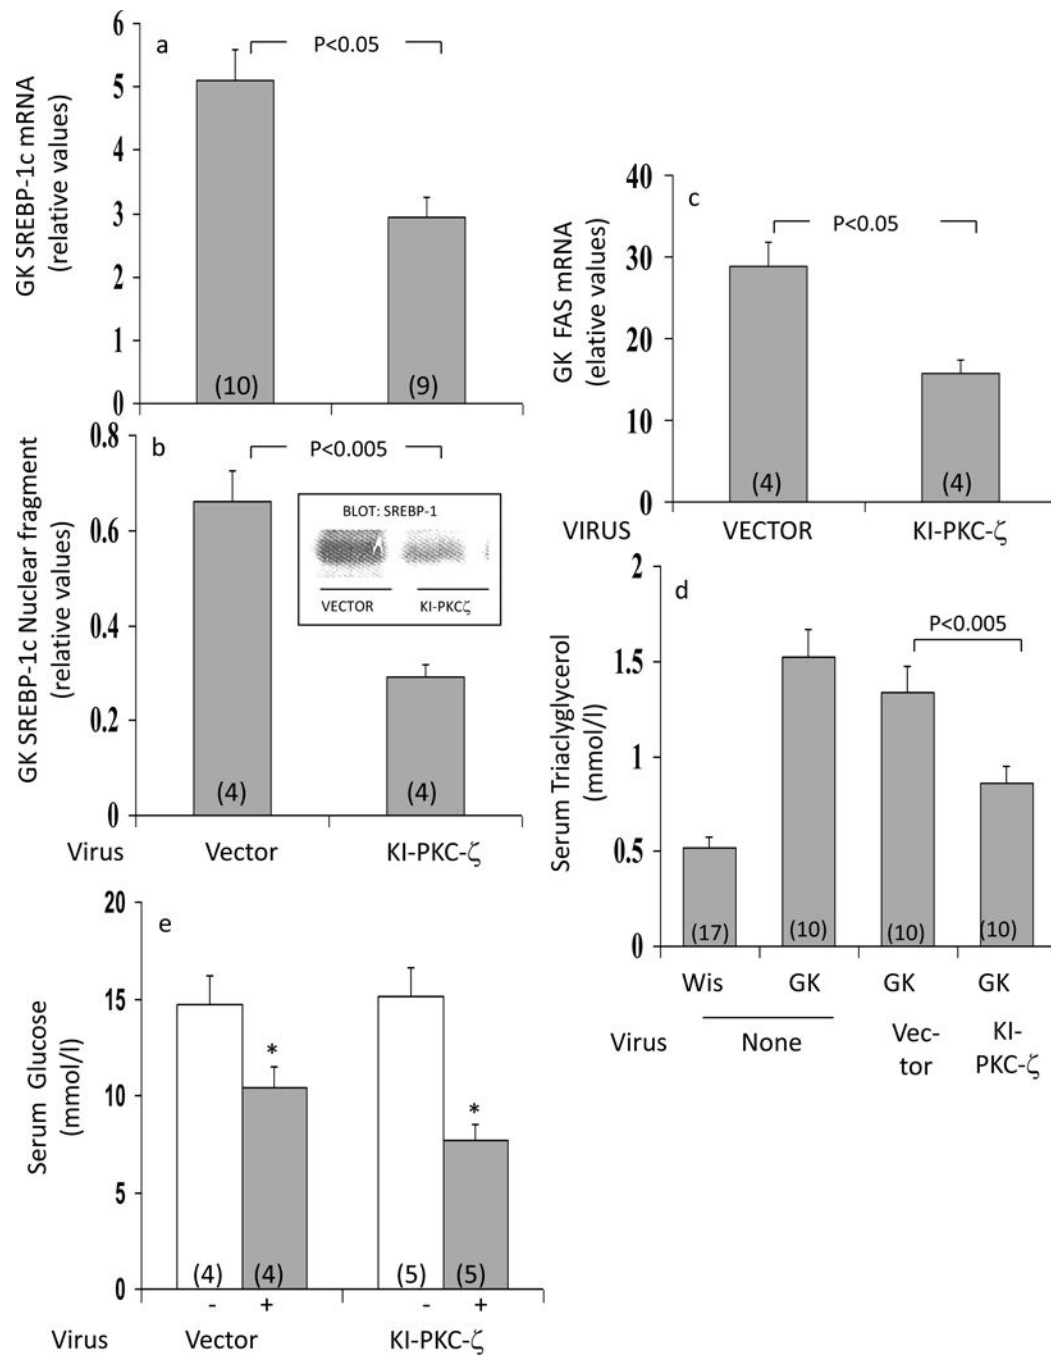 a
P<0.05
GK SREBP-1c mRNA
(relative values)
6
5
4
3
2
1
0
(10)
(9)
b
P<0.005
GK SREBP-1c Nuclear fragment
(relative values)
0.8
0.6
0.4
0.2
0
BLOT: SREBP-1
VECTOR
KI-PKCζ
(4)
(4)
Virus
Vector
KI-PKC-ζ
c
P<0.05
GK FAS mRNA
(elative values)
40
30
20
10
0
(4)
(4)
VIRUS
VECTOR
KI-PKC-ζ
d
P<0.005
Serum Triaclyglycerol
(mmol/l)
2
1.5
1
0.5
0
(17)
(10)
(10)
(10)
Wis
GK
GK
GK
Virus
None
Vec-
tor
KI-
PKC-ζ
e
Serum Glucose
(mmol/l)
20
15
10
5
0
*
*
(4)
(4)
(5)
(5)
-
+
-
+
Virus
Vector
KI-PKC-ζ